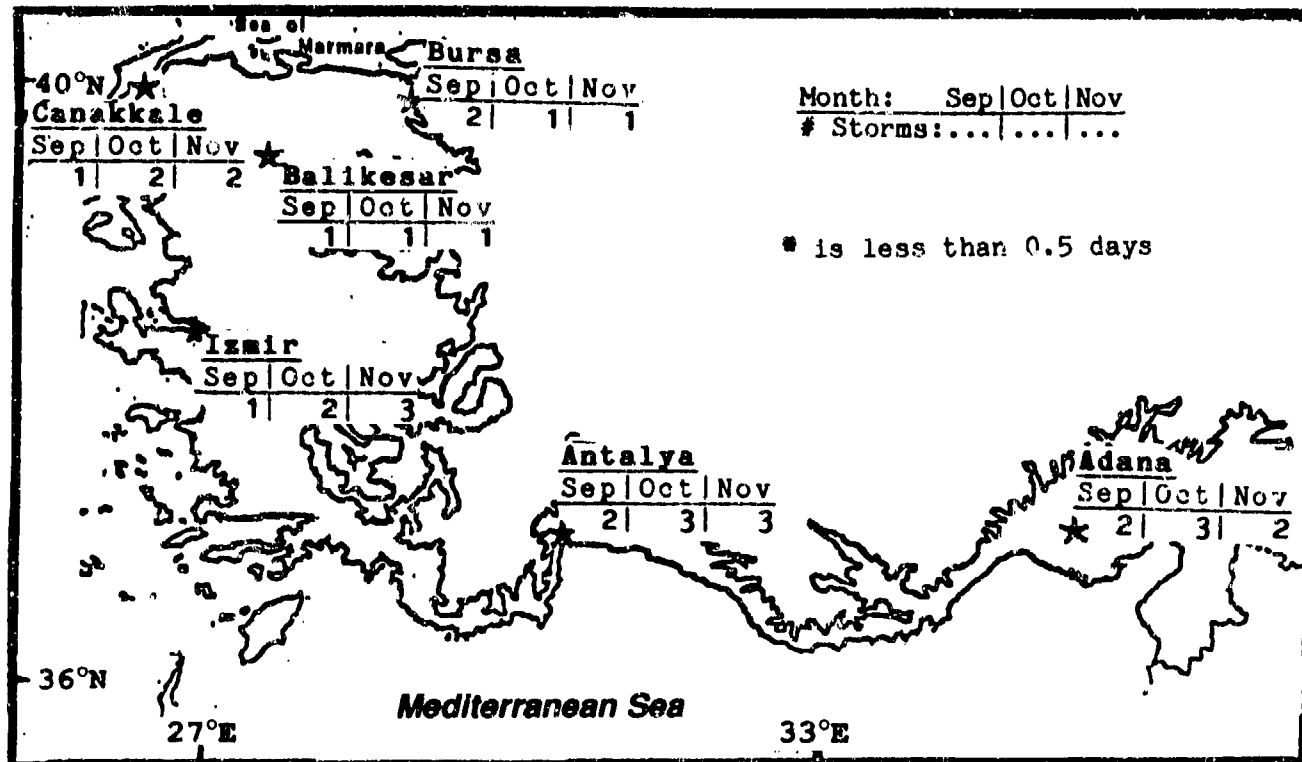 Sea of
Marmara
Bursa
Sep|Oct|Nov
2| 1| 1
40°N
Canakkale
Sep|Oct|Nov
1| 2| 2
Month: Sep|Oct|Nov
# Storms:...|...|...
Balikesar
Sep|Oct|Nov
1| 1| 1
* is less than 0.5 days
Izmir
Sep|Oct|Nov
1| 2| 3
Antalya
Sep|Oct|Nov
2| 3| 3
Adana
Sep|Oct|Nov
2| 3| 2
36°N
Mediterranean Sea
27°E
33°E